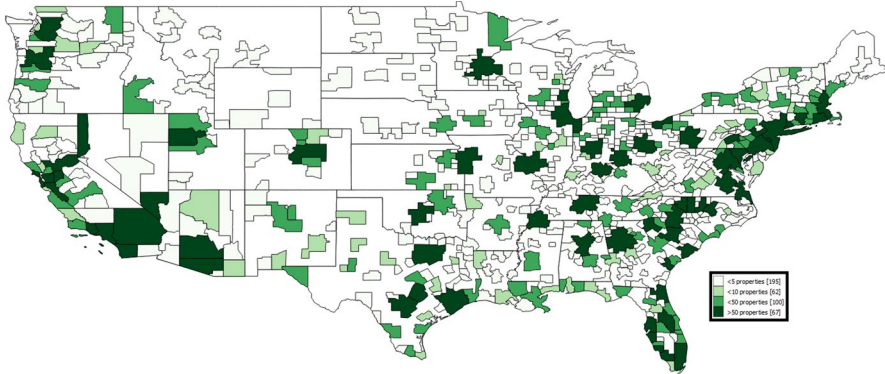 <5 properties [195]
<10 properties [62]
<50 properties [100]
>50 properties [67]